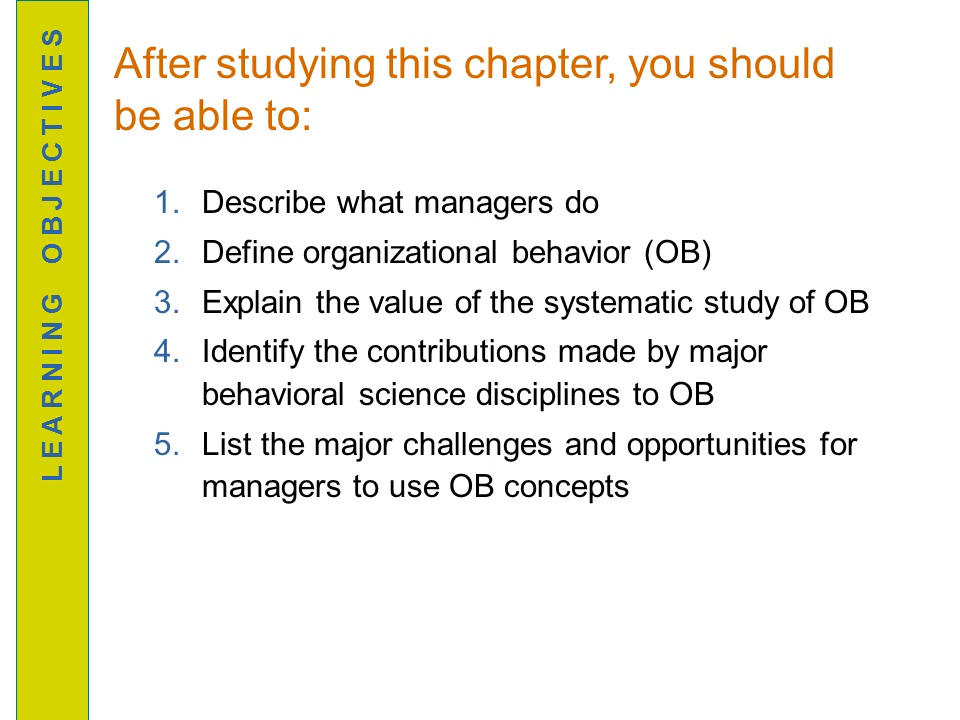 LEARNING OBJECTIVES
After studying this chapter, you should
be able to:
1. Describe what managers do
2. Define organizational behavior (OB)
3. Explain the value of the systematic study of OB
4. Identify the contributions made by major
behavioral science disciplines to OB
5. List the major challenges and opportunities for
managers to use OB concepts